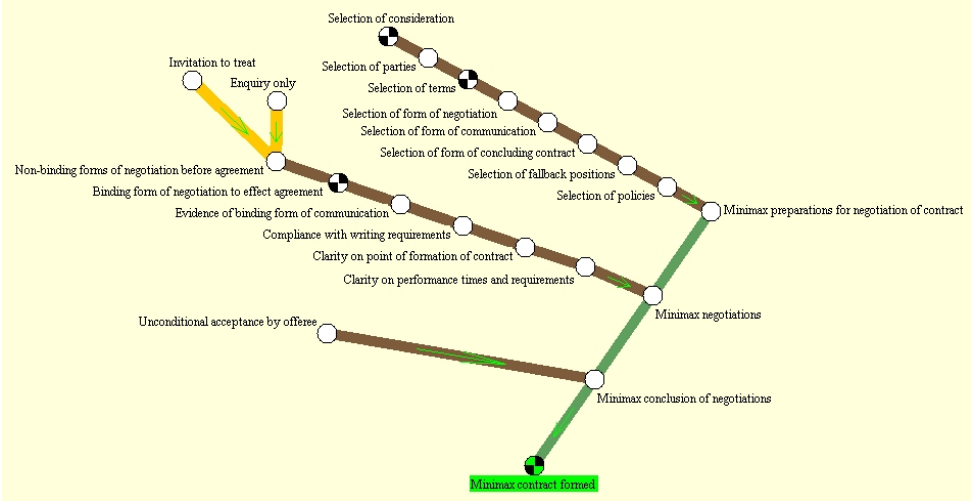 Selection of consideration
Invitation to treat
Selection of parties
Enquiry only
Selection of terms
Selection of form of negotiation
Selection of form of communication
Selection of form of concluding contract
Non-binding forms of negotiation before agreement
Selection of fallback positions
Binding form of negotiation to effect agreement
Selection of policies
Evidence of binding form of communication
Minimax preparations for negotiation of contract
Compliance with writing requirements
Clarity on point of formation of contract
Clarity on performance times and requirements
Minimax negotiations
Unconditional acceptance by offeree
Minimax conclusion of negotiations
Minimax contract formed